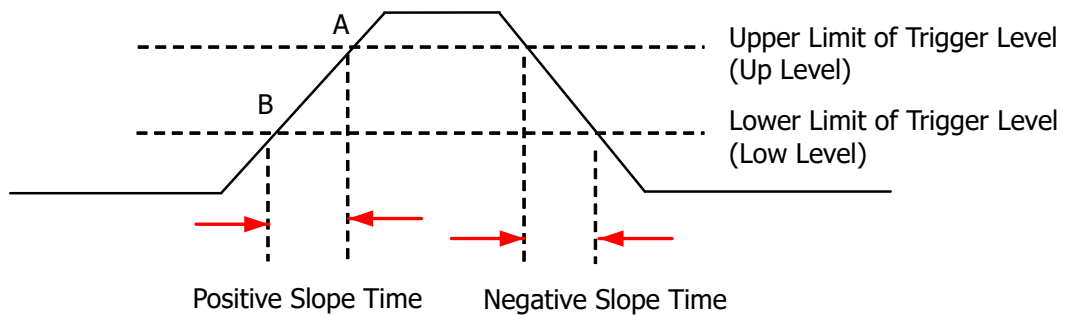 A
Upper Limit of Trigger Level
(Up Level)
B
Lower Limit of Trigger Level
(Low Level)
Positive Slope Time
Negative Slope Time